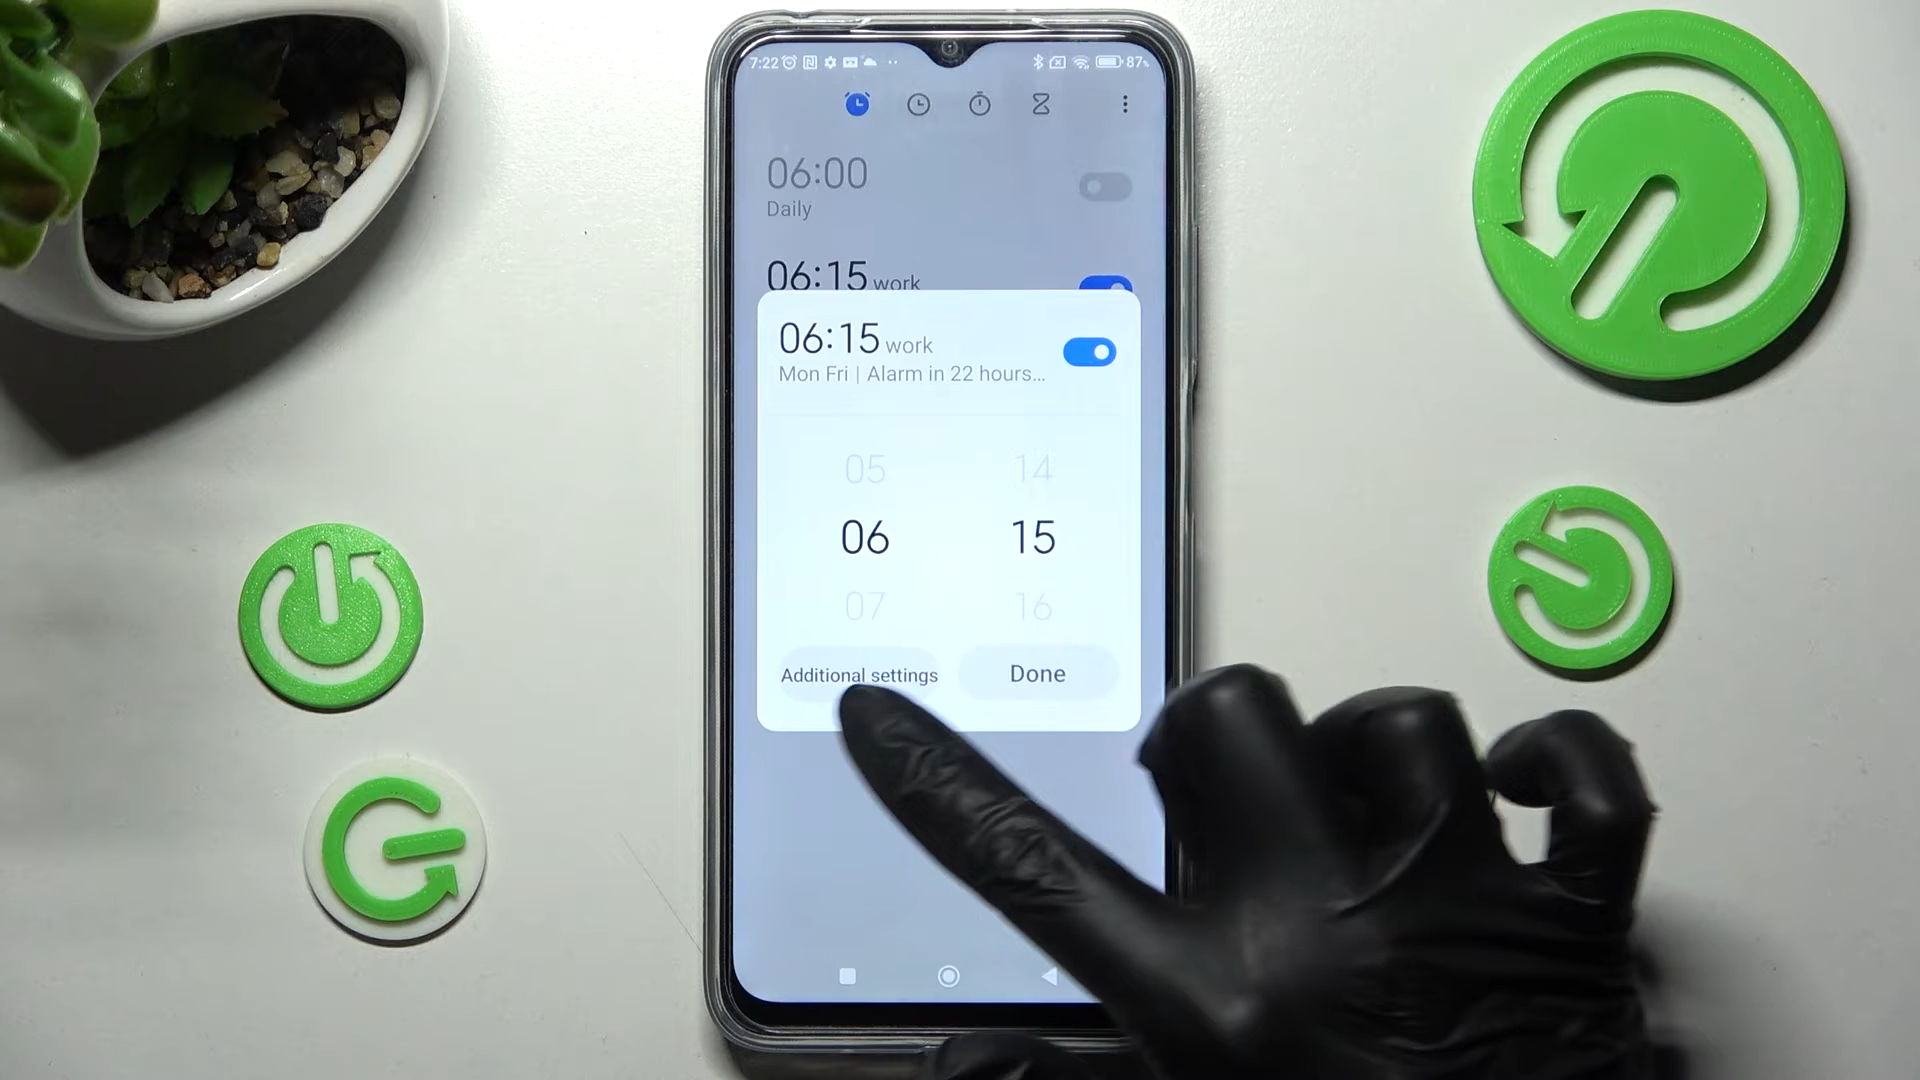 7:22 87%
06:00
Daily
06:15 work
06:15 work
Mon Fri | Alarm in 22 hours...
05 14
06 15
07 16
Additional settings Done